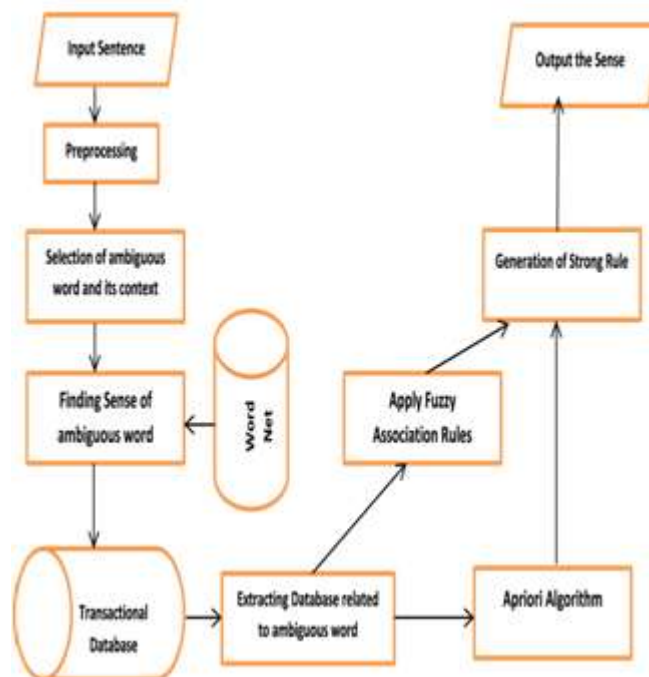 Input Sentence
Output the Sense
Preprocessing
Selection of ambiguous
word and its context
Generation of Strong Rule
Finding Sense of
ambiguous word
Word
Net
Apply Fuzzy
Association Rules
Transactional
Database
Extracting Database related
to ambiguous word
Apriori Algorithm